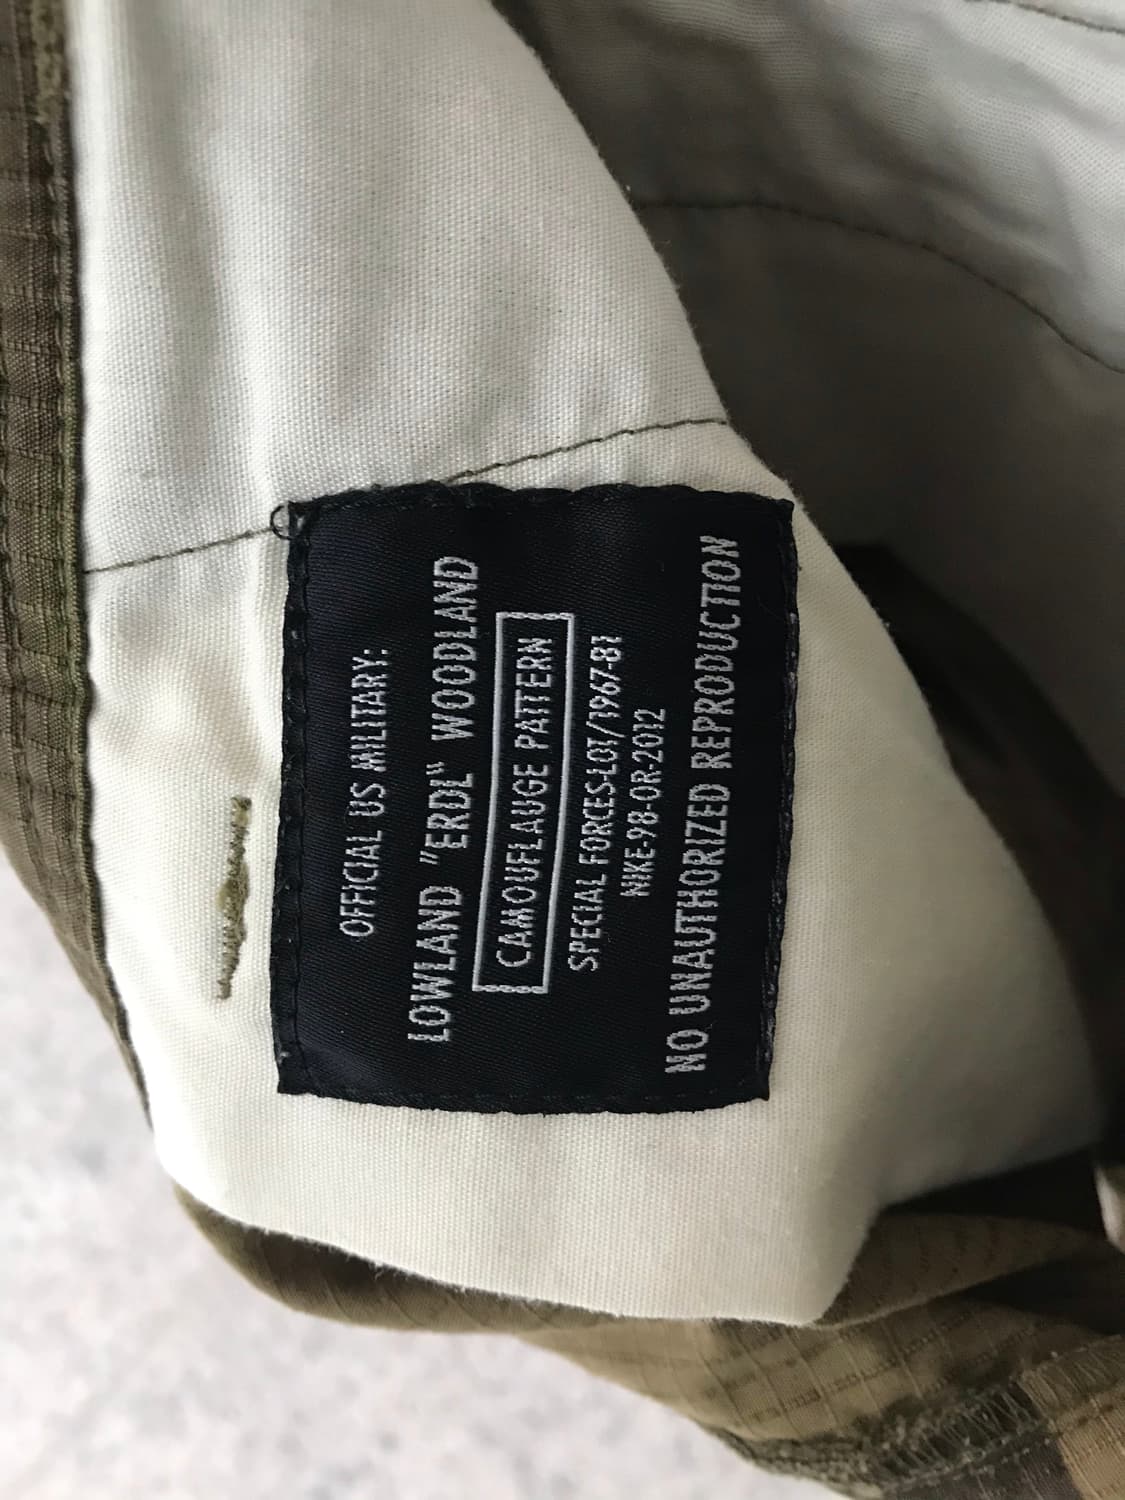 OFFICIAL US MILITARY:
LOWLAND "ERDL" WOODLAND
CAMOUFLAUGE PATTERN
SPECIAL FORCES-LOT/1967-81
NIKE-98-OR-2012
NO UNAUTHORIZED REPRODUCTION